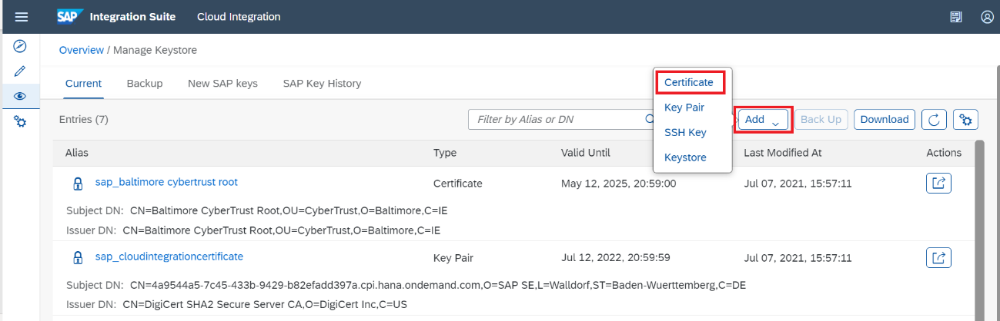 SAP Integration Suite Cloud Integration
Overview / Manage Keystore
Current Backup New SAP keys SAP Key History
Certificate
Key Pair
SSH Key
Keystore
Entries (7) Filter by Alias or DN Add Back Up Download
Alias Type Valid Until Last Modified At Actions
sap_baltimore cybertrust root Certificate May 12, 2025, 20:59:00 Jul 07, 2021, 15:57:11
Subject DN: CN=Baltimore CyberTrust Root,OU=CyberTrust,O=Baltimore,C=IE
Issuer DN: CN=Baltimore CyberTrust Root,OU=CyberTrust,O=Baltimore,C=IE
sap_cloudintegrationcertificate Key Pair Jul 12, 2022, 20:59:59 Jul 07, 2021, 15:57:11
Subject DN: CN=4a9544a5-7c45-433b-9429-b82efadd397a.cpi.hana.ondemand.com,O=SAP SE,L=Walldorf,ST=Baden-Wuerttemberg,C=DE
Issuer DN: CN=DigiCert SHA2 Secure Server CA,O=DigiCert Inc,C=US